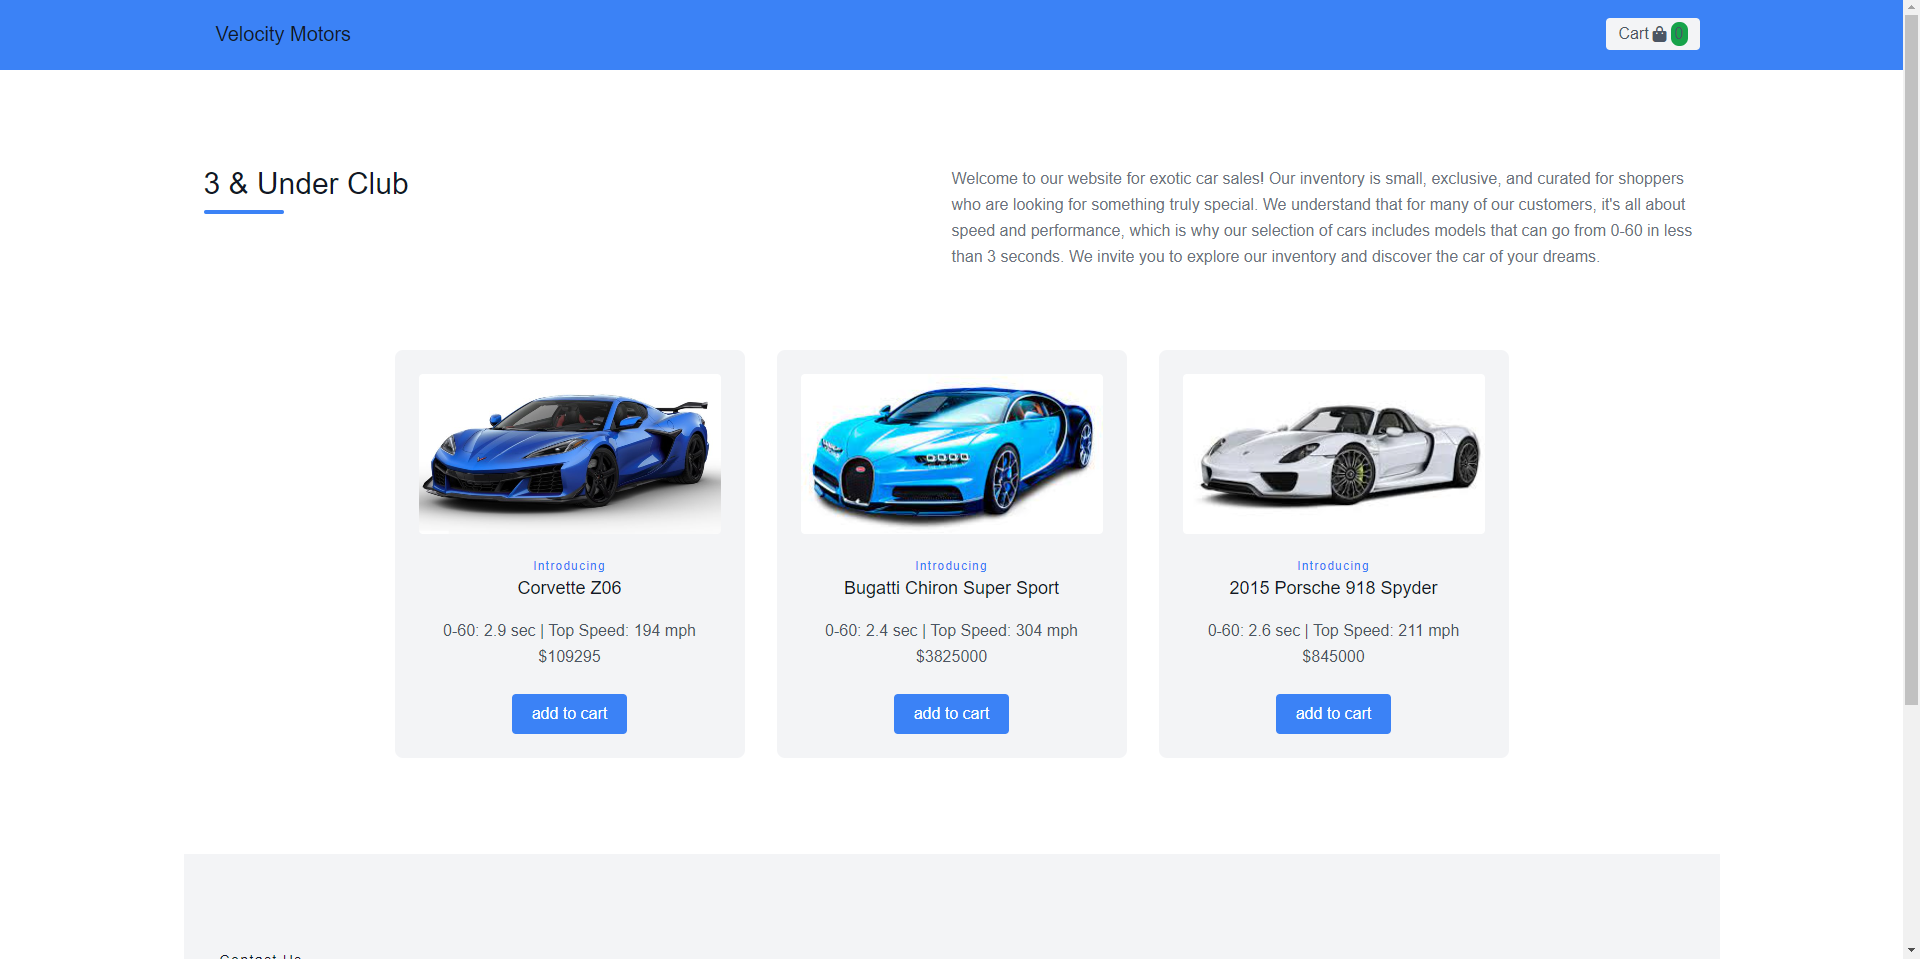 Velocity Motors
Cart 0
3 & Under Club
Welcome to our website for exotic car sales! Our inventory is small, exclusive, and curated for shoppers
who are looking for something truly special. We understand that for many of our customers, it's all about
speed and performance, which is why our selection of cars includes models that can go from 0-60 in less
than 3 seconds. We invite you to explore our inventory and discover the car of your dreams.
Introducing
Corvette Z06
0-60: 2.9 sec | Top Speed: 194 mph
$109295
add to cart
Introducing
Bugatti Chiron Super Sport
0-60: 2.4 sec | Top Speed: 304 mph
$3825000
add to cart
Introducing
2015 Porsche 918 Spyder
0-60: 2.6 sec | Top Speed: 211 mph
$845000
add to cart
Contact Us